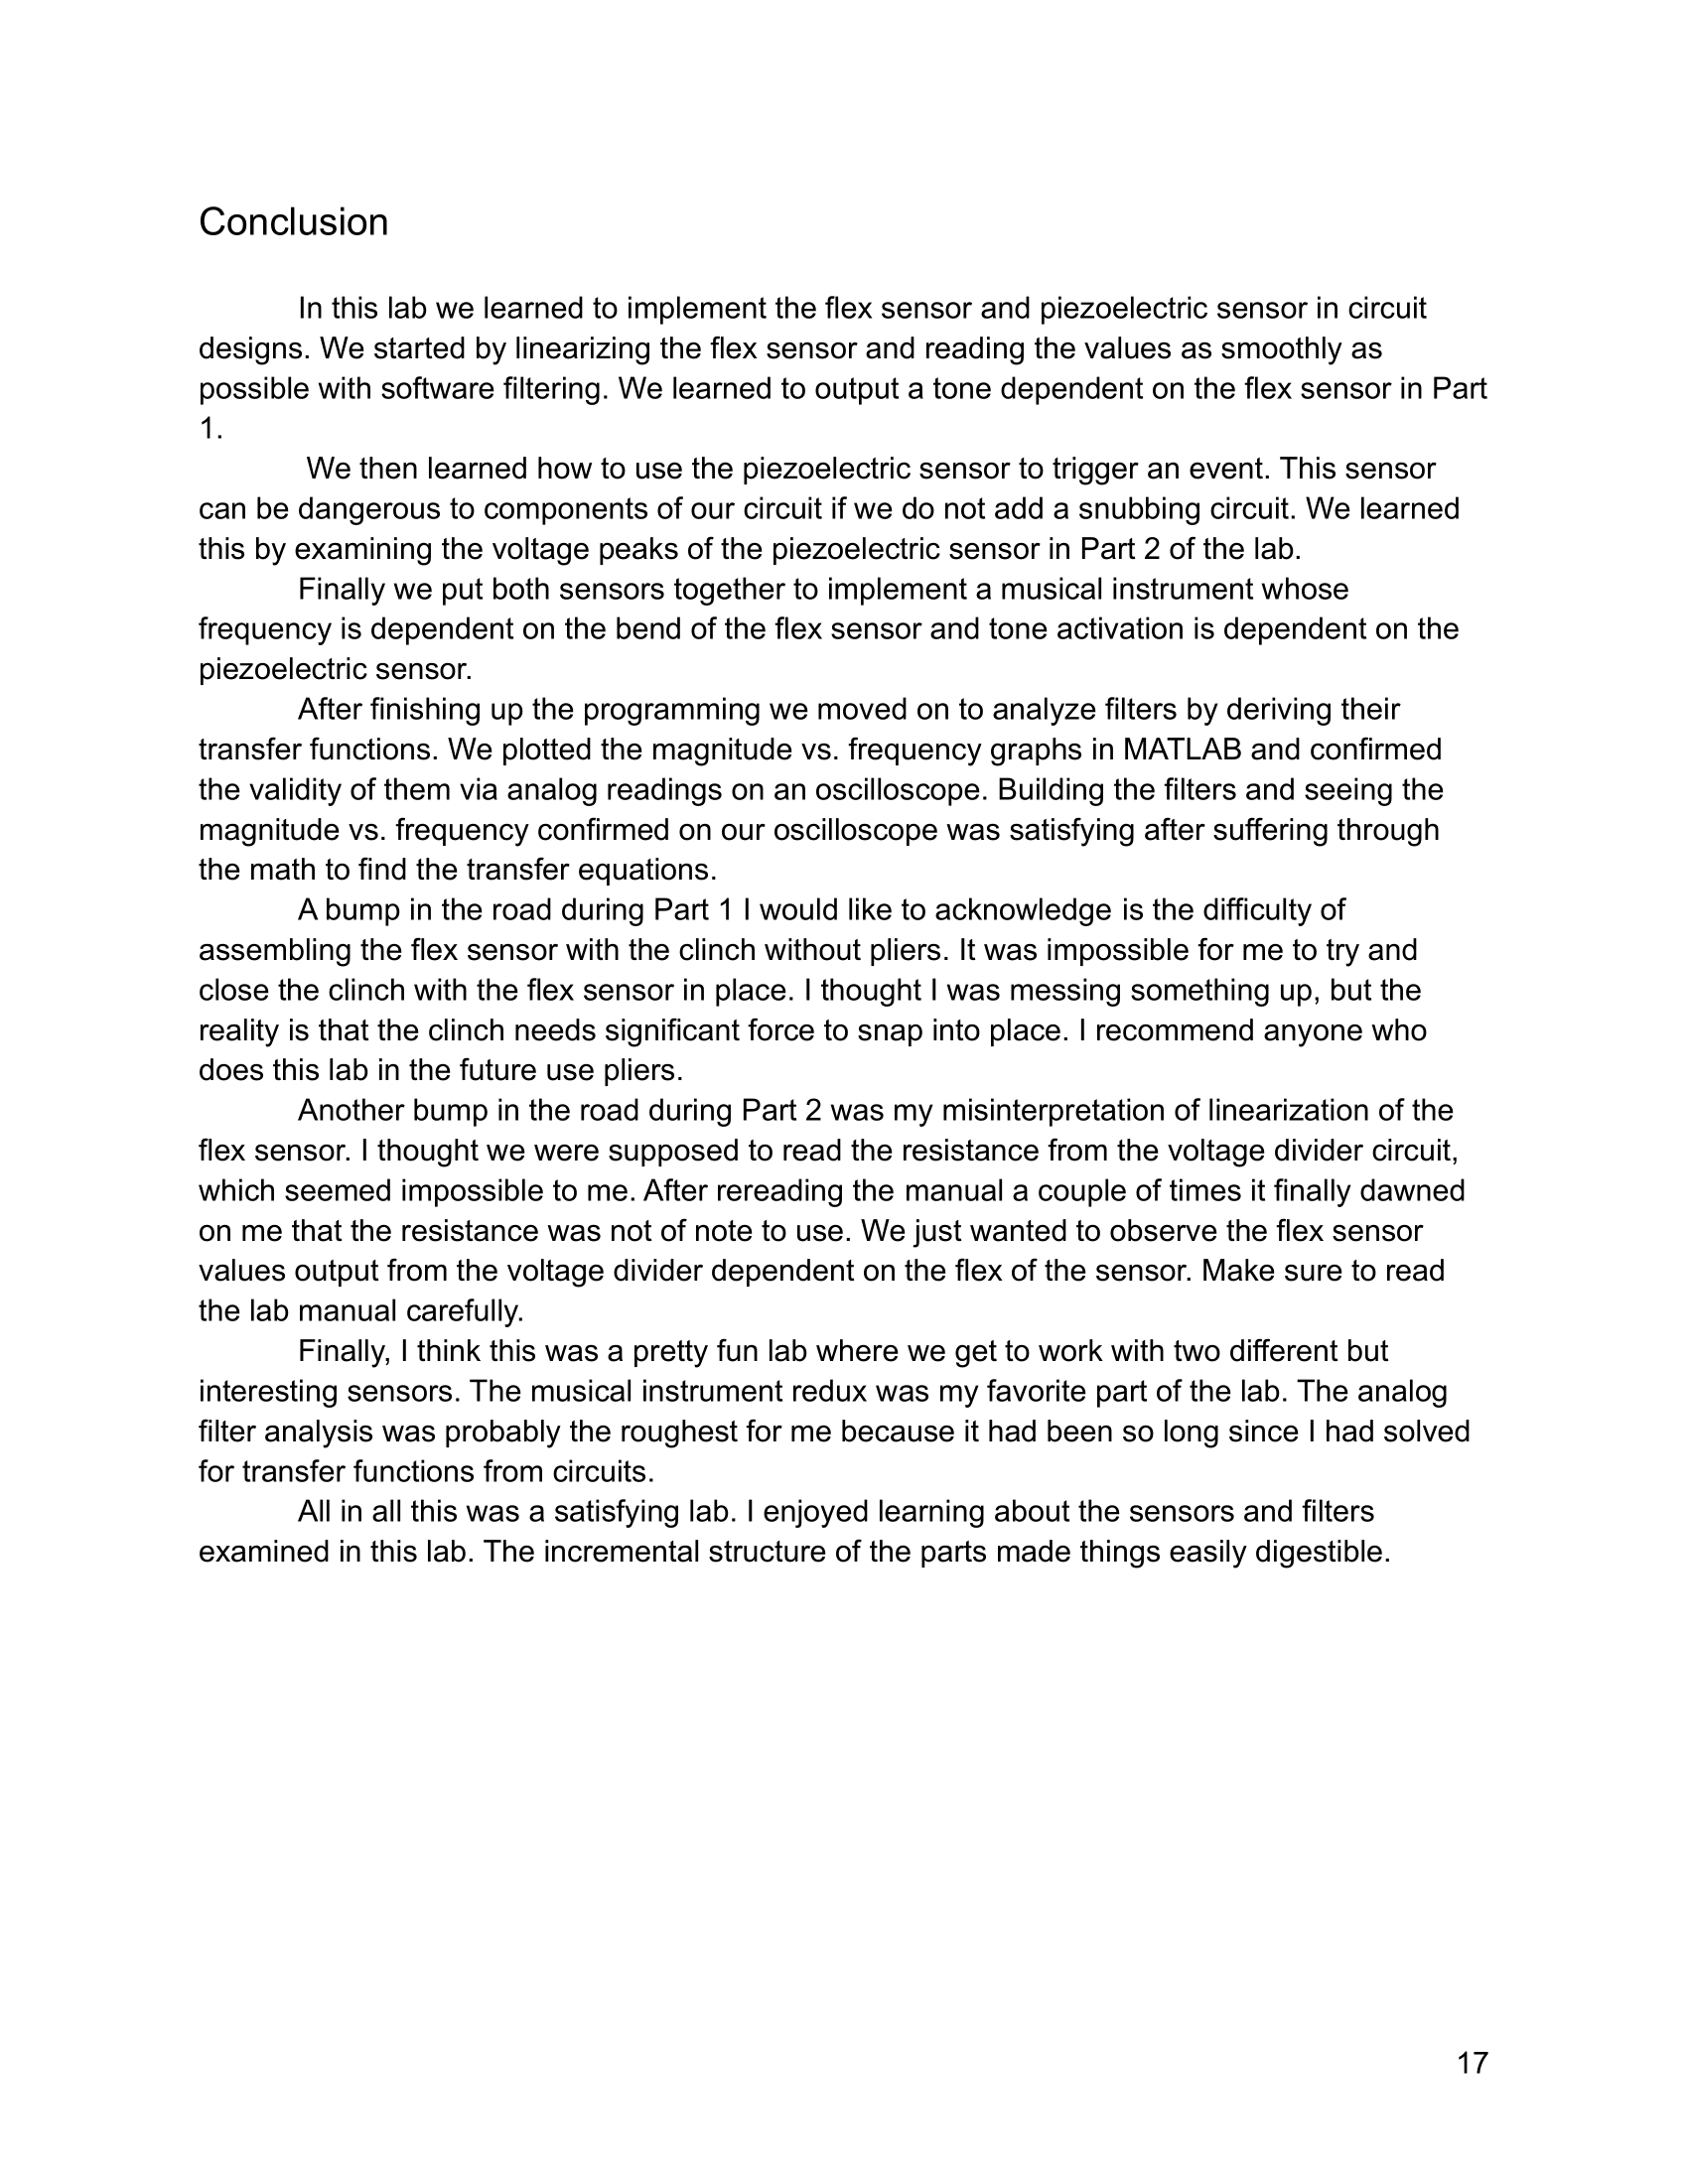 Conclusion
In this lab we learned to implement the flex sensor and piezoelectric sensor in circuit
designs. We started by linearizing the flex sensor and reading the values as smoothly as
possible with software filtering. We learned to output a tone dependent on the flex sensor in Part
1.
We then learned how to use the piezoelectric sensor to trigger an event. This sensor
can be dangerous to components of our circuit if we do not add a snubbing circuit. We learned
this by examining the voltage peaks of the piezoelectric sensor in Part 2 of the lab.
Finally we put both sensors together to implement a musical instrument whose
frequency is dependent on the bend of the flex sensor and tone activation is dependent on the
piezoelectric sensor.
After finishing up the programming we moved on to analyze filters by deriving their
transfer functions. We plotted the magnitude vs. frequency graphs in MATLAB and confirmed
the validity of them via analog readings on an oscilloscope. Building the filters and seeing the
magnitude vs. frequency confirmed on our oscilloscope was satisfying after suffering through
the math to find the transfer equations.
A bump in the road during Part 1 I would like to acknowledge is the difficulty of
assembling the flex sensor with the clinch without pliers. It was impossible for me to try and
close the clinch with the flex sensor in place. I thought I was messing something up, but the
reality is that the clinch needs significant force to snap into place. I recommend anyone who
does this lab in the future use pliers.
Another bump in the road during Part 2 was my misinterpretation of linearization of the
flex sensor. I thought we were supposed to read the resistance from the voltage divider circuit,
which seemed impossible to me. After rereading the manual a couple of times it finally dawned
on me that the resistance was not of note to use. We just wanted to observe the flex sensor
values output from the voltage divider dependent on the flex of the sensor. Make sure to read
the lab manual carefully.
Finally, I think this was a pretty fun lab where we get to work with two different but
interesting sensors. The musical instrument redux was my favorite part of the lab. The analog
filter analysis was probably the roughest for me because it had been so long since I had solved
for transfer functions from circuits.
All in all this was a satisfying lab. I enjoyed learning about the sensors and filters
examined in this lab. The incremental structure of the parts made things easily digestible.
17